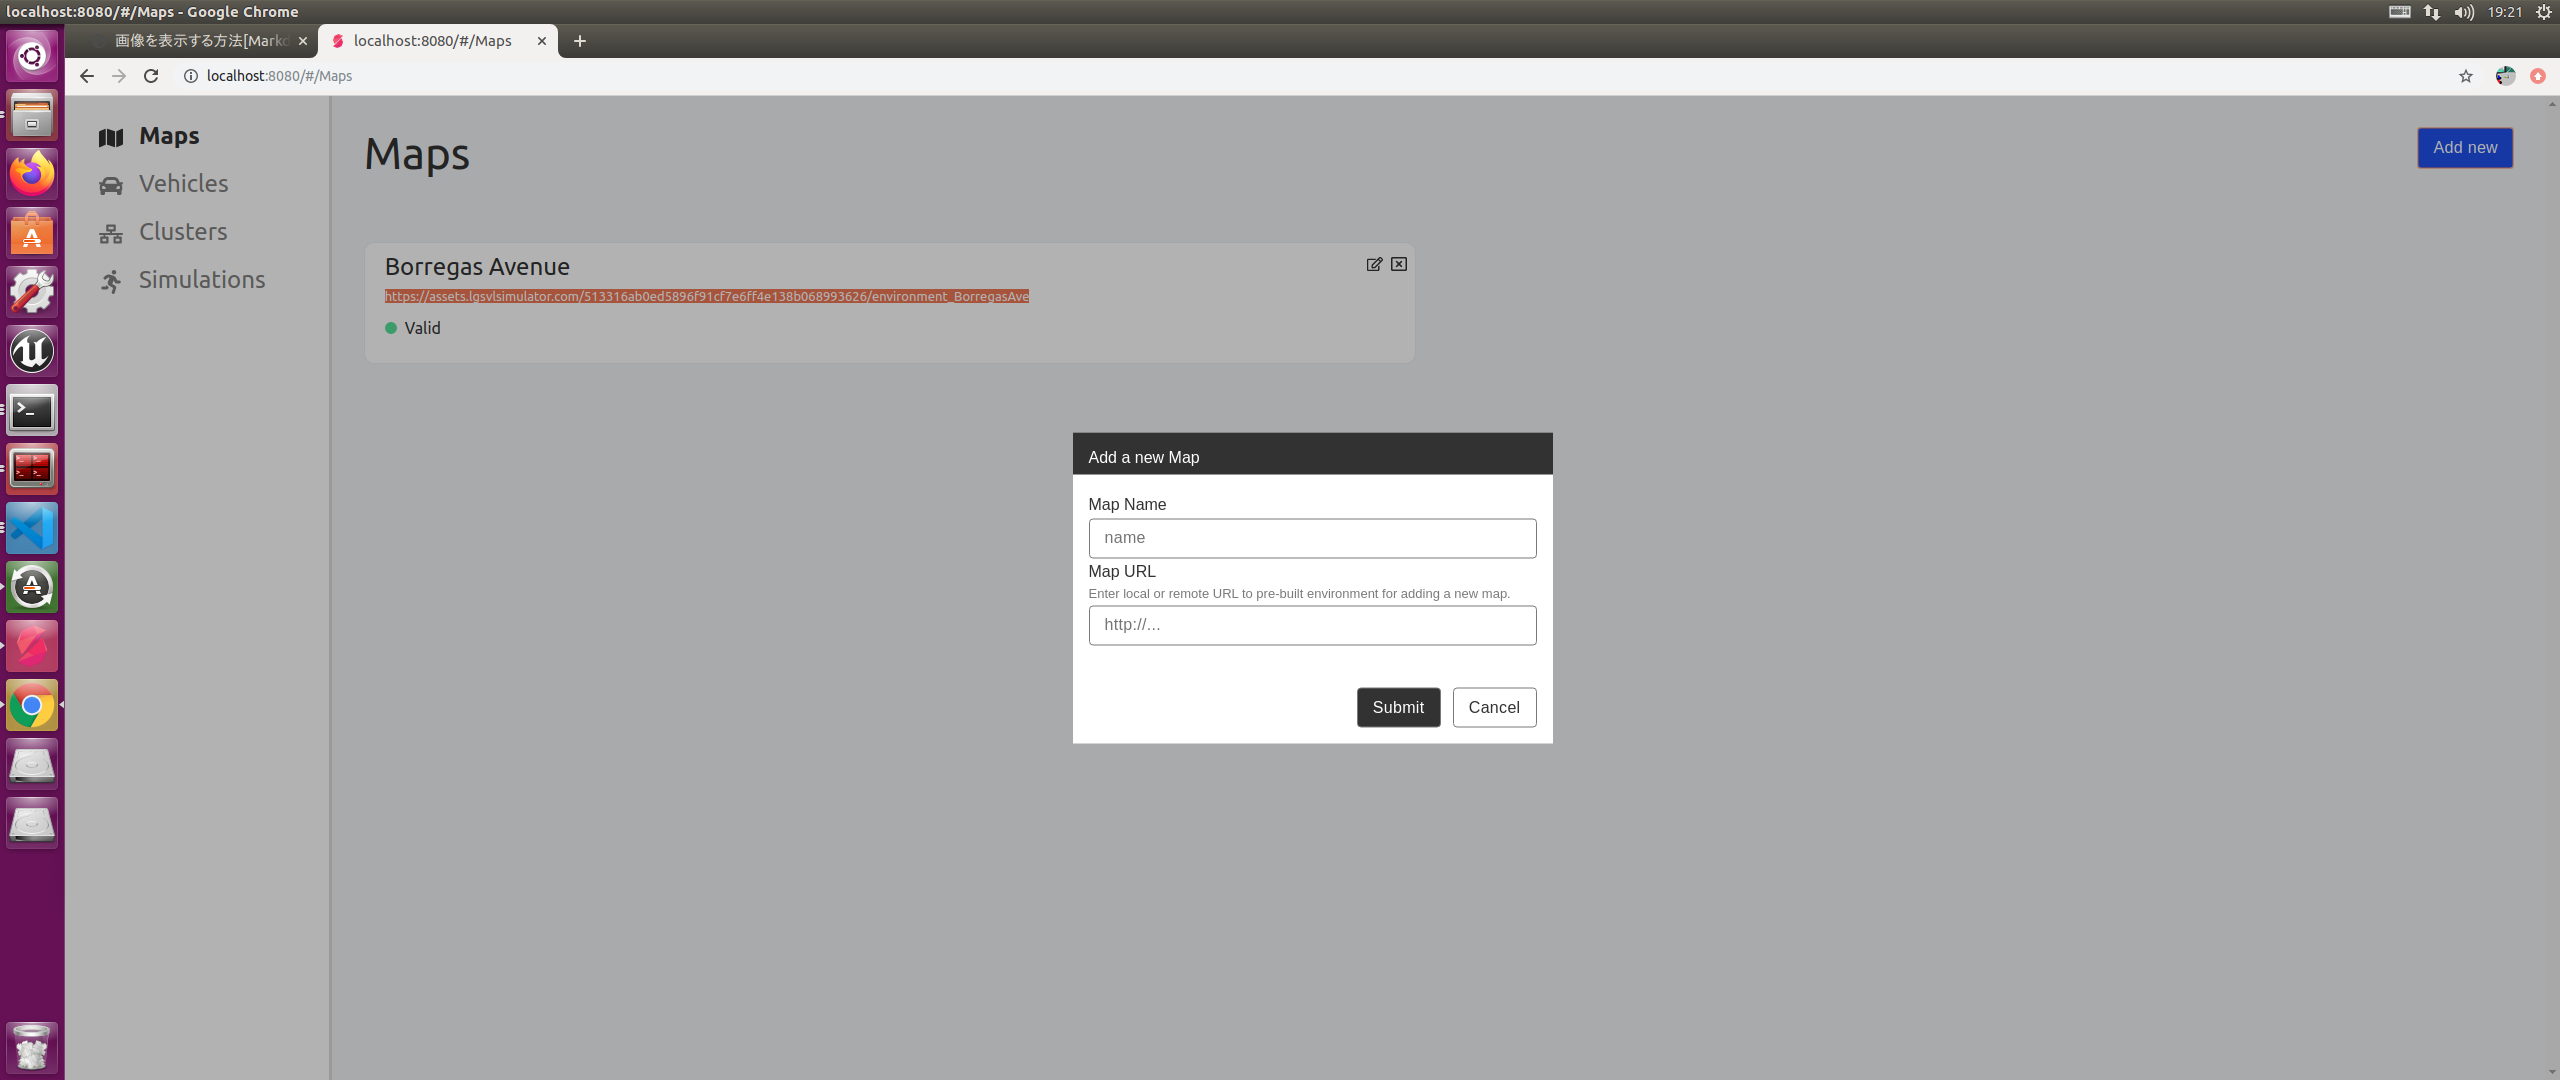 localhost:8080/#/Maps - Google Chrome
19:21
画像を表示する方法[Markd
localhost:8080/#/Maps
localhost:8080/#/Maps
Maps
Vehicles
Clusters
Simulations
Maps
Add new
Borregas Avenue
https://assets.lgsvlsimulator.com/513316ab0ed5896f91cf7e6ff4e138b068993626/environment_BorregasAve
Valid
Add a new Map
Map Name
name
Map URL
Enter local or remote URL to pre-built environment for adding a new map.
http://...
Submit
Cancel